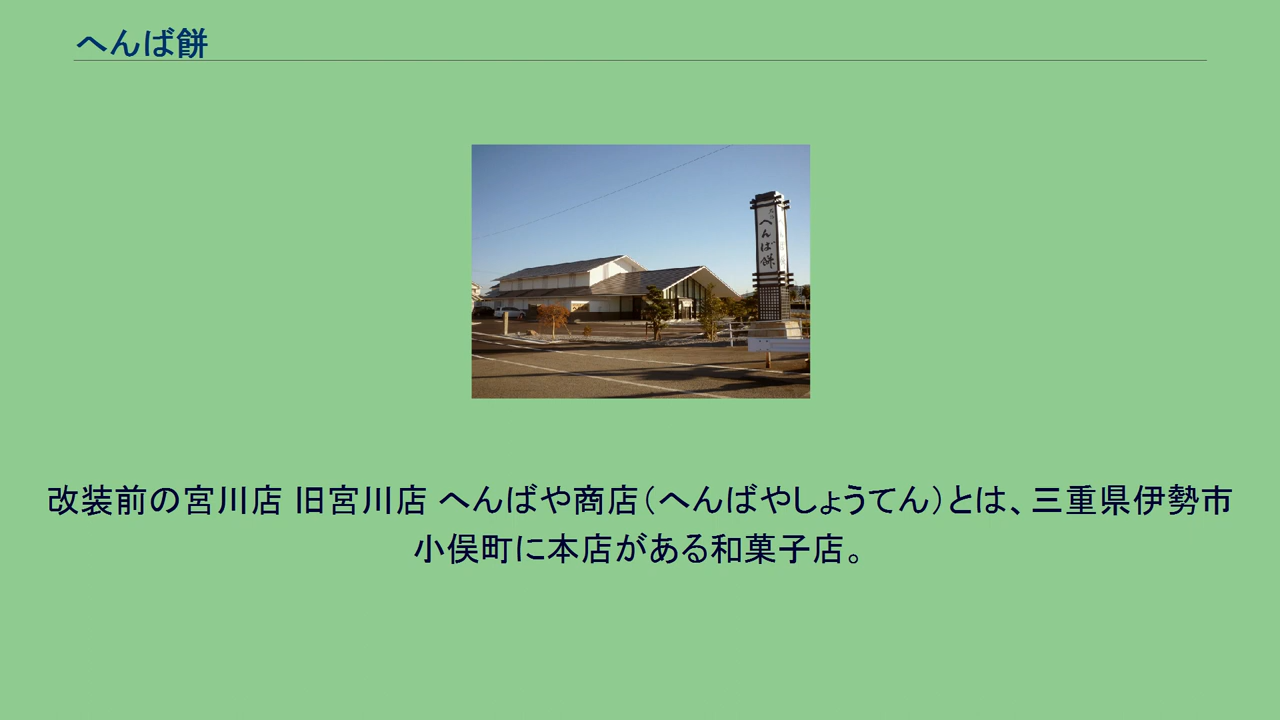 へんば餅
へんば餅
改装前の宮川店 旧宮川店 へんばや商店（へんばやしょうてん）とは、三重県伊勢市
小俣町に本店がある和菓子店。